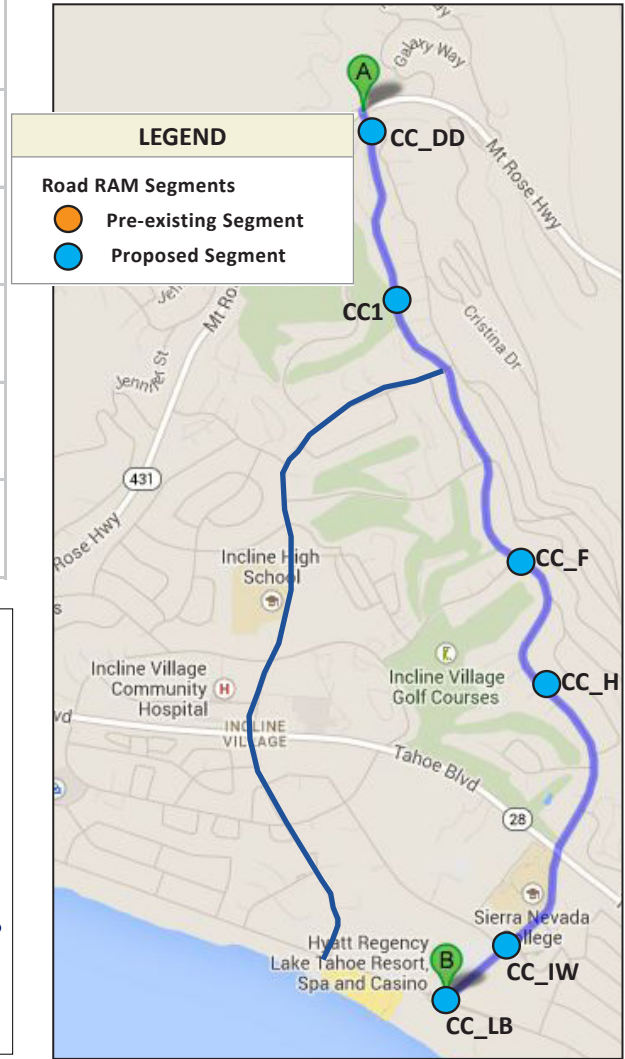 Galaxy Way
A
CC_DD
Mt Rose Hwy
LEGEND
Road RAM Segments
Pre-existing Segment
Proposed Segment
CC1
Cristina Dr
Jennifer St
431
Rose Hwy
CC_F
Incline High
School
Incline Village
Community
Hospital
H
Incline Village
Golf Courses
CC_H
INCLINE
VILLAGE
Tahoe Blvd
28
Sierra Nevada
College
Hyatt Regency
Lake Tahoe Resort,
Spa and Casino
B
CC_IW
CC_LB